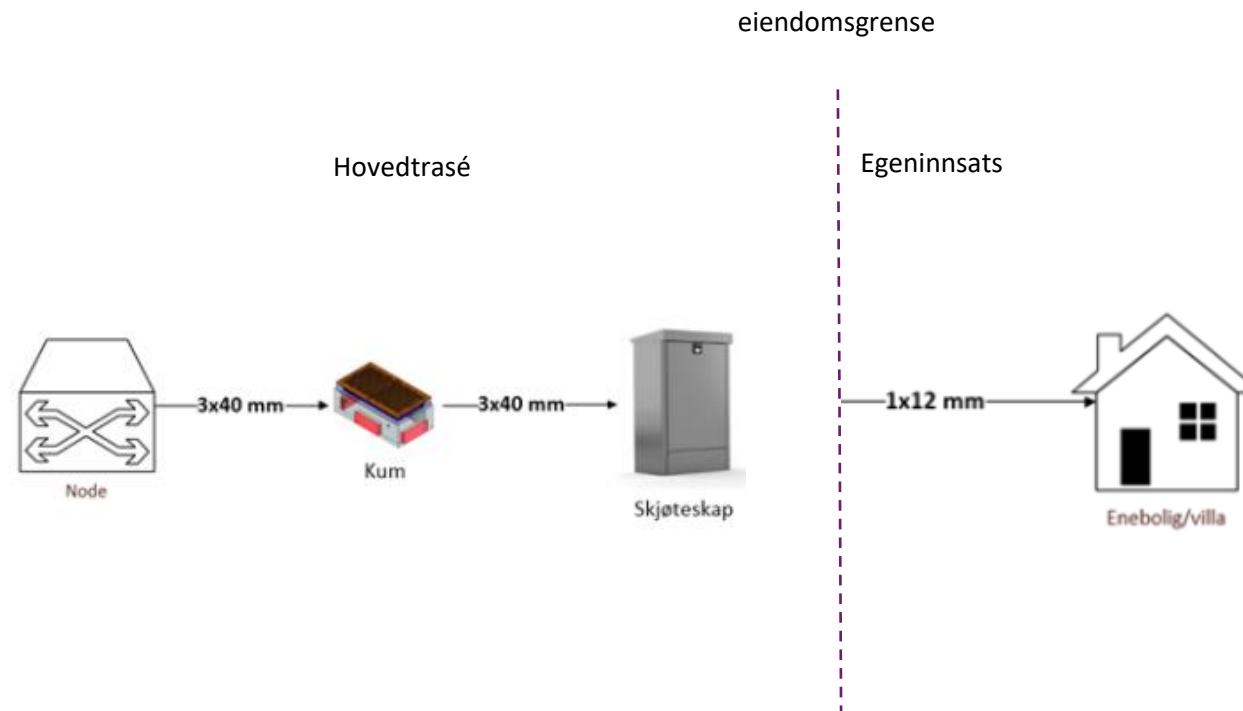 eiendomsgrense
Hovedtrasé
Egeninnsats
3x40 mm
3x40 mm
1x12 mm
Kum
Node
Skjøteskap
Enebolig/villa